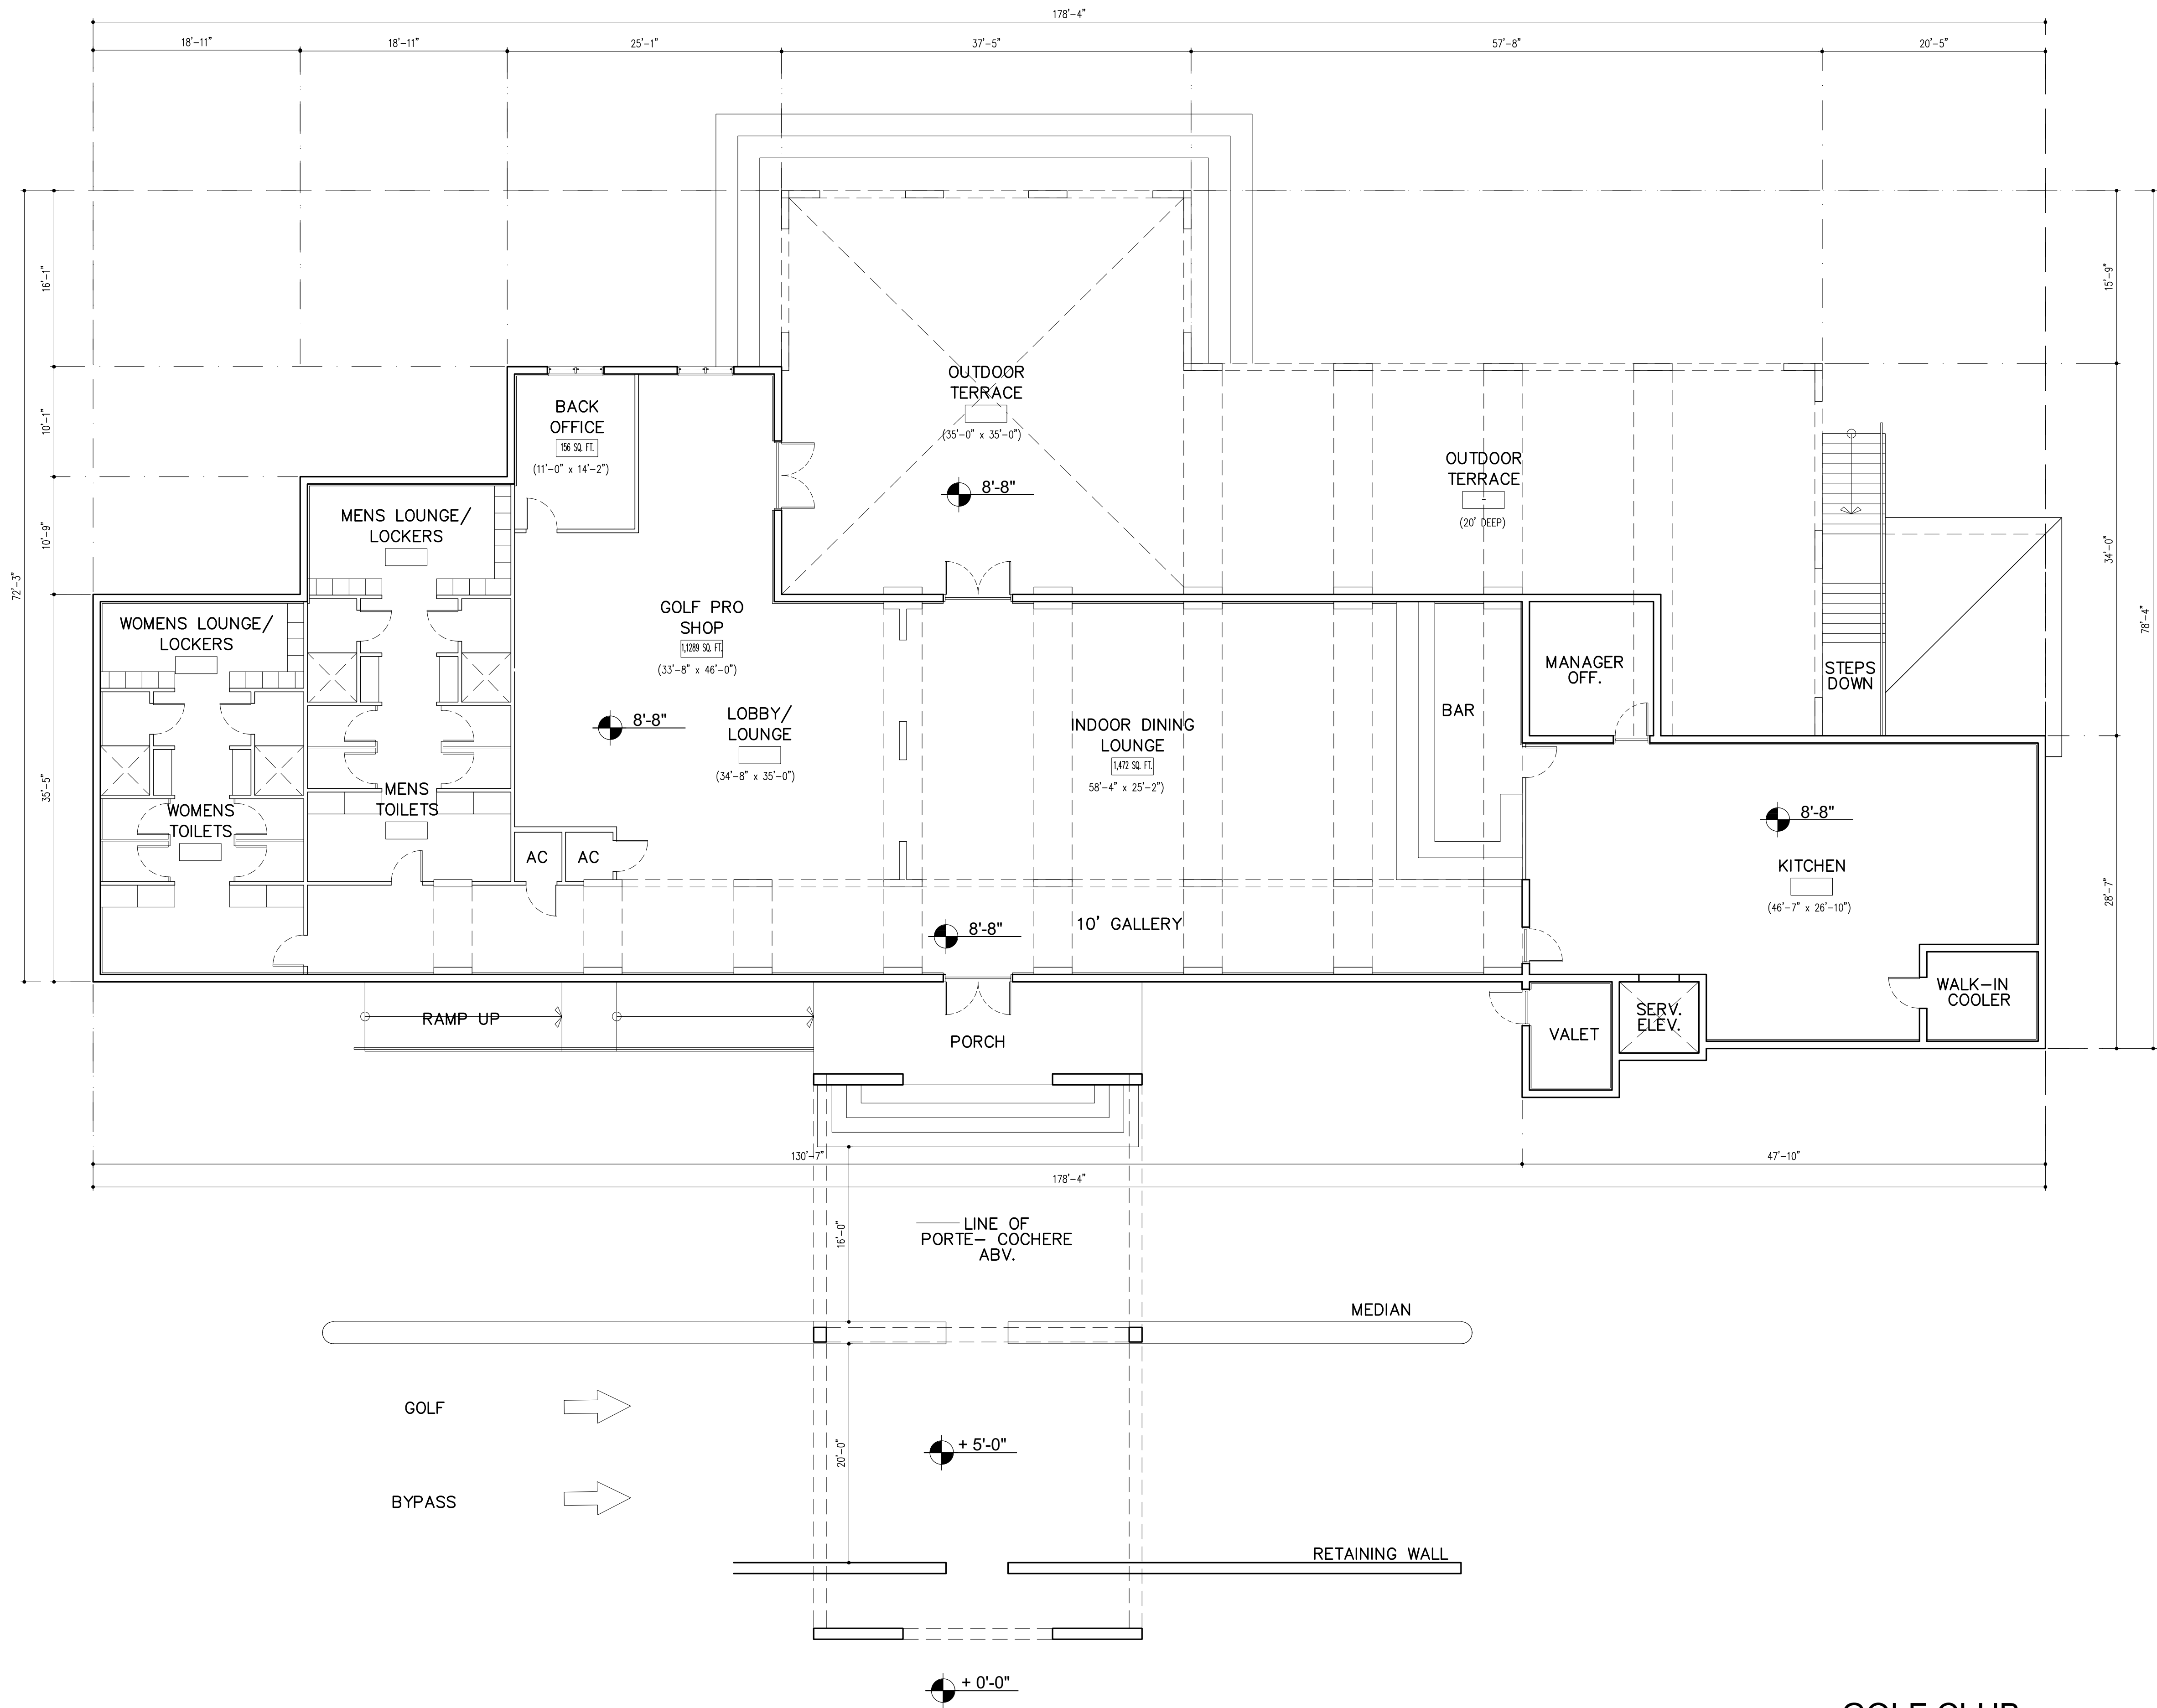 178'-4"
18'-11"
18'-11"
25'-1"
37'-5"
57'-8"
20'-5"
16'-1"
10'-1"
10'-9"
35'-5"
72'-3"
15'-9"
34'-0"
28'-7"
78'-4"
OUTDOOR
TERRACE
(35'-0" x 35'-0")
8'-8"
BACK
OFFICE
156 SQ. FT.
(11'-0" x 14'-2")
OUTDOOR
TERRACE
(20' DEEP)
MENS LOUNGE/
LOCKERS
WOMENS LOUNGE/
LOCKERS
GOLF PRO
SHOP
1,1289 SQ. FT.
(33'-8" x 46'-0")
8'-8"
LOBBY/
LOUNGE
(34'-8" x 35'-0")
INDOOR DINING
LOUNGE
1,472 SQ. FT.
58'-4" x 25'-2")
BAR
MANAGER
OFF.
STEPS
DOWN
MENS
TOILETS
WOMENS
TOILETS
AC
AC
8'-8"
KITCHEN
(46'-7" x 26'-10")
8'-8"
10' GALLERY
WALK-IN
COOLER
SERV.
ELEV.
VALET
RAMP UP
PORCH
130'-7"
47'-10"
178'-4"
16'-0"
LINE OF
PORTE- COCHERE
ABV.
MEDIAN
GOLF
20'-0"
+ 5'-0"
BYPASS
RETAINING WALL
+ 0'-0"
GOLF CLUB